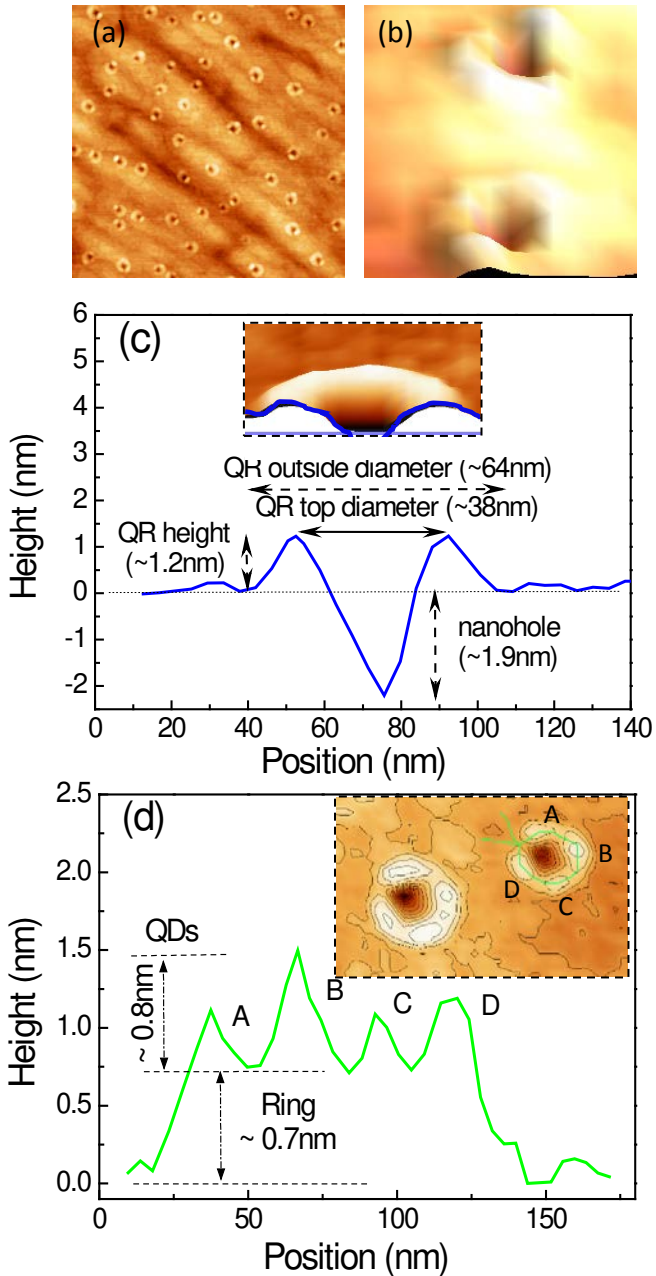 (a)
(b)
(c)
6
5
4
3
2
1
0
-1
-2
Height (nm)
QR outside diameter (~64nm)
QR top diameter (~38nm)
QR height
(~1.2nm)
nanohole
(~1.9nm)
0 20 40 60 80 100 120 140
Position (nm)
(d)
2.5
2.0
1.5
1.0
0.5
0.0
Height (nm)
A
B
C
D
QDs
~ 0.8nm
A
B
C
D
Ring
~ 0.7nm
0 50 100 150
Position (nm)